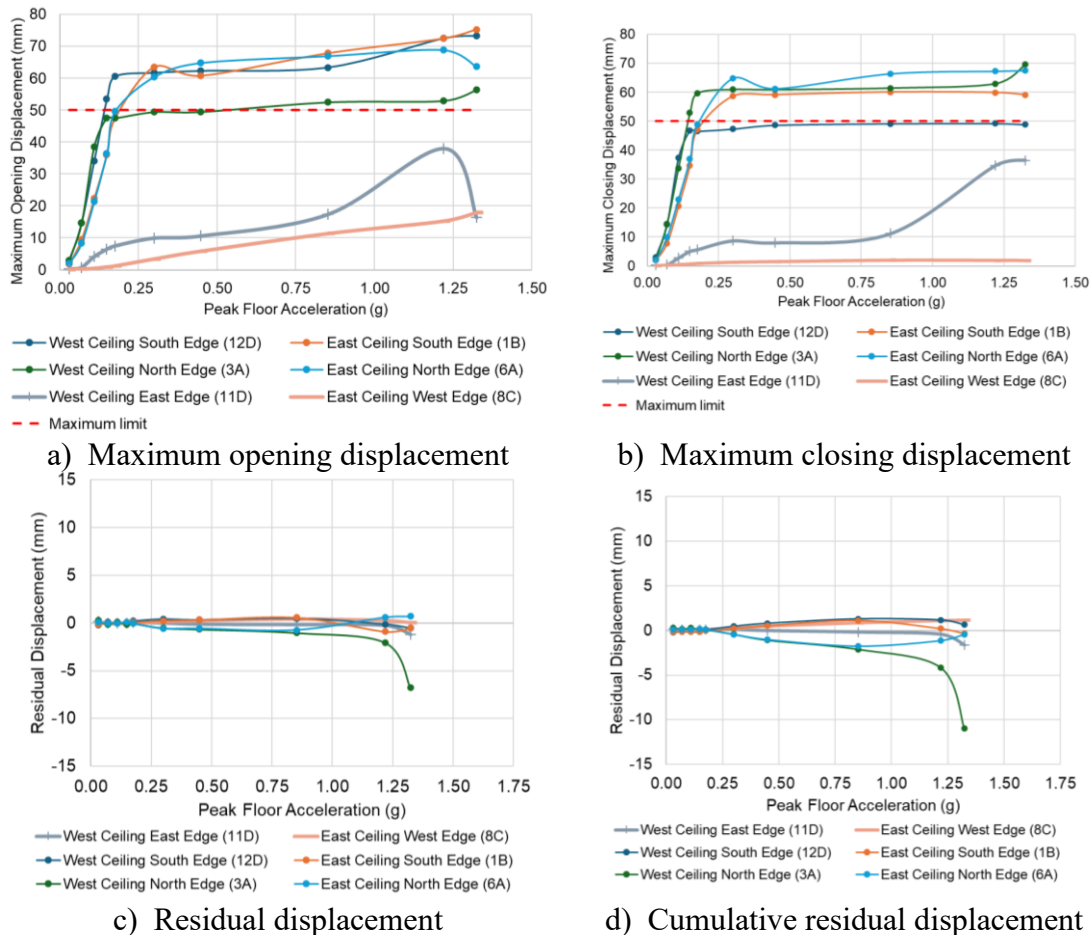 80
70
60
50
40
30
20
10
0
Maximum Opening Displacement (mm)
0.00 0.25 0.50 0.75 1.00 1.25 1.50
Peak Floor Acceleration (g)
West Ceiling South Edge (12D) East Ceiling South Edge (1B)
West Ceiling North Edge (3A) East Ceiling North Edge (6A)
West Ceiling East Edge (11D) East Ceiling West Edge (8C)
Maximum limit
a) Maximum opening displacement
80
70
60
50
40
30
20
10
0
Maximum Closing Displacement (mm)
0.00 0.25 0.50 0.75 1.00 1.25 1.50
Peak Floor Acceleration (g)
West Ceiling South Edge (12D) East Ceiling South Edge (1B)
West Ceiling North Edge (3A) East Ceiling North Edge (6A)
West Ceiling East Edge (11D) East Ceiling West Edge (8C)
Maximum limit
b) Maximum closing displacement
15
10
5
0
-5
-10
-15
Residual Displacement (mm)
0.00 0.25 0.50 0.75 1.00 1.25 1.50 1.75
Peak Floor Acceleration (g)
West Ceiling East Edge (11D) East Ceiling West Edge (8C)
West Ceiling South Edge (12D) East Ceiling South Edge (1B)
West Ceiling North Edge (3A) East Ceiling North Edge (6A)
c) Residual displacement
15
10
5
0
-5
-10
-15
Residual Displacement (mm)
0.00 0.25 0.50 0.75 1.00 1.25 1.50 1.75
Peak Floor Acceleration (g)
West Ceiling East Edge (11D) East Ceiling West Edge (8C)
West Ceiling South Edge (12D) East Ceiling South Edge (1B)
West Ceiling North Edge (3A) East Ceiling North Edge (6A)
d) Cumulative residual displacement